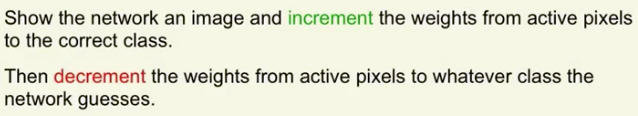 Show the network an image and increment the weights from active pixels
to the correct class.
Then decrement the weights from active pixels to whatever class the
network guesses.